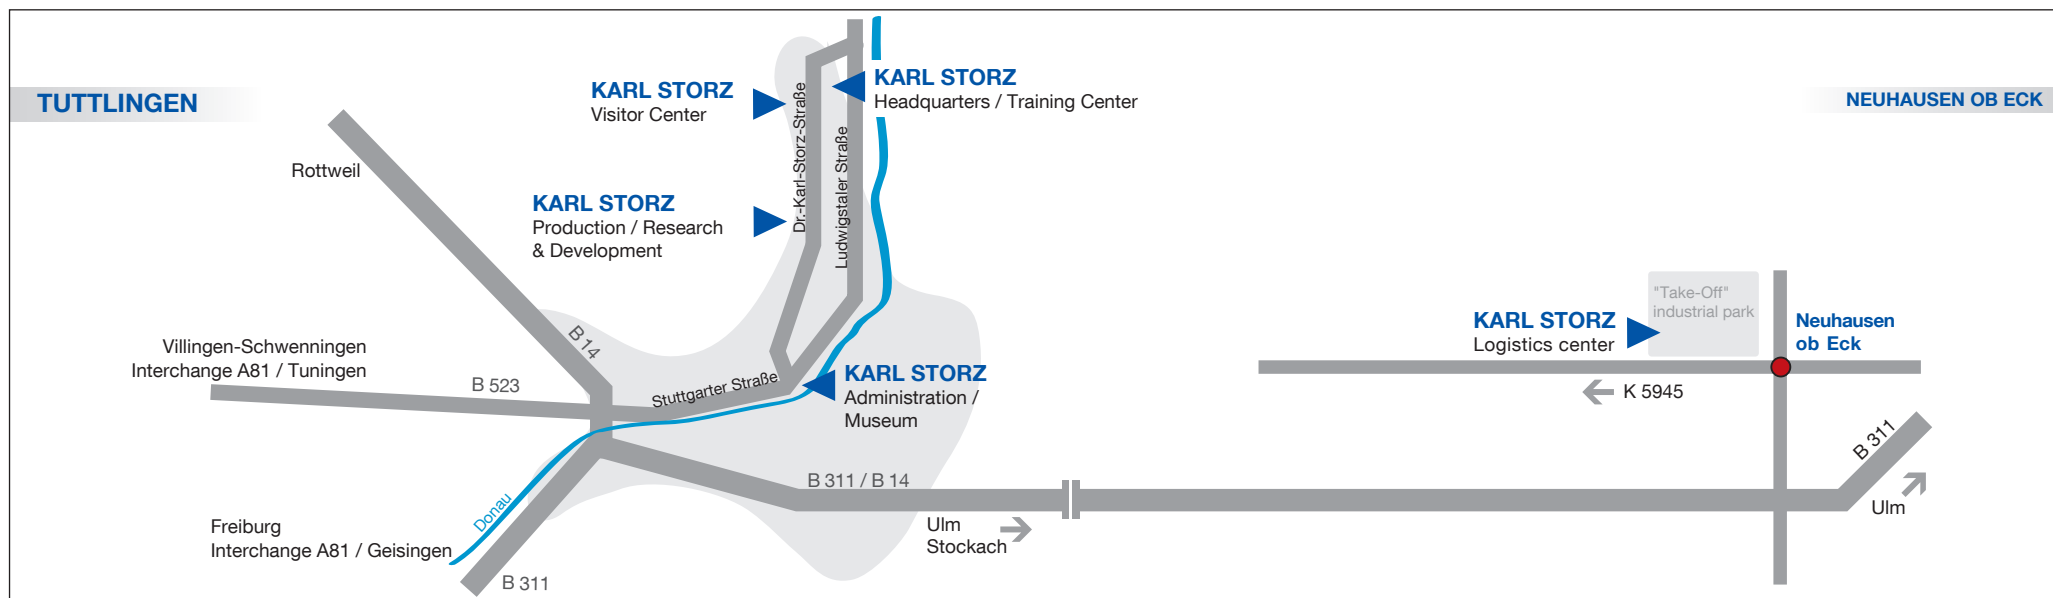 TUTTLINGEN
NEUHAUSEN OB ECK
KARL STORZ
Visitor Center
KARL STORZ
Headquarters / Training Center
Dr.-Karl-Storz-Straße
Ludwigstaler Straße
Rottweil
KARL STORZ
Production / Research
& Development
B 14
Villingen-Schwenningen
Interchange A81 / Tuningen
B 523
Stuttgarter Straße
KARL STORZ
Administration /
Museum
"Take-Off"
industrial park
KARL STORZ
Logistics center
Neuhausen
ob Eck
K 5945
B 311
Ulm
B 311 / B 14
Ulm
Stockach
Donau
Freiburg
Interchange A81 / Geisingen
B 311